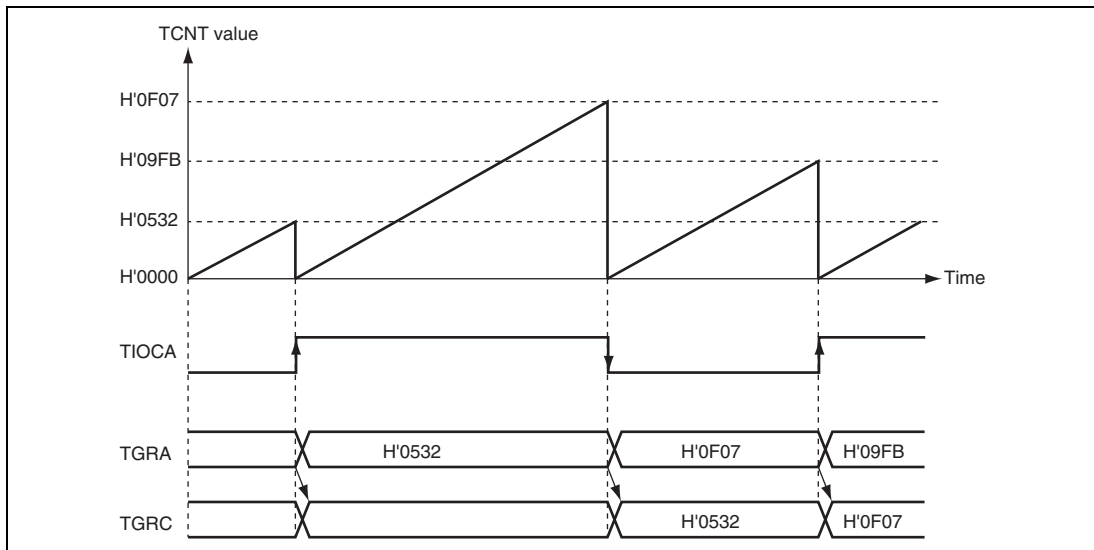 TCNT value
H'0F07
H'09FB
H'0532
H'0000
Time
TIOCA
TGRA H'0532 H'0F07 H'09FB
TGRC H'0532 H'0F07